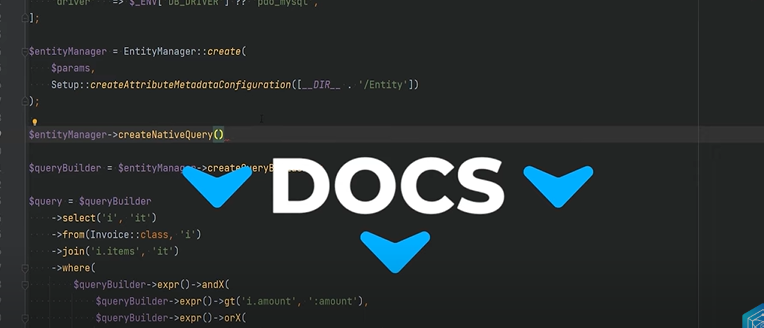 driver => $_ENV['DB_DRIVER'] ?? 'pdo_mysql',
];
$entityManager = EntityManager::create(
$params,
Setup::createAttributeMetadataConfiguration([__DIR__ . '/Entity'])
);
$entityManager->createNativeQuery()
$queryBuilder = $entityManager->
DOCS
$query = $queryBuilder
->select('i', 'it')
->from(Invoice::class, 'i')
->join('i.items', 'it')
->where(
$queryBuilder->expr()->andX(
$queryBuilder->expr()->gt('i.amount', ':amount'),
$queryBuilder->expr()->orX(